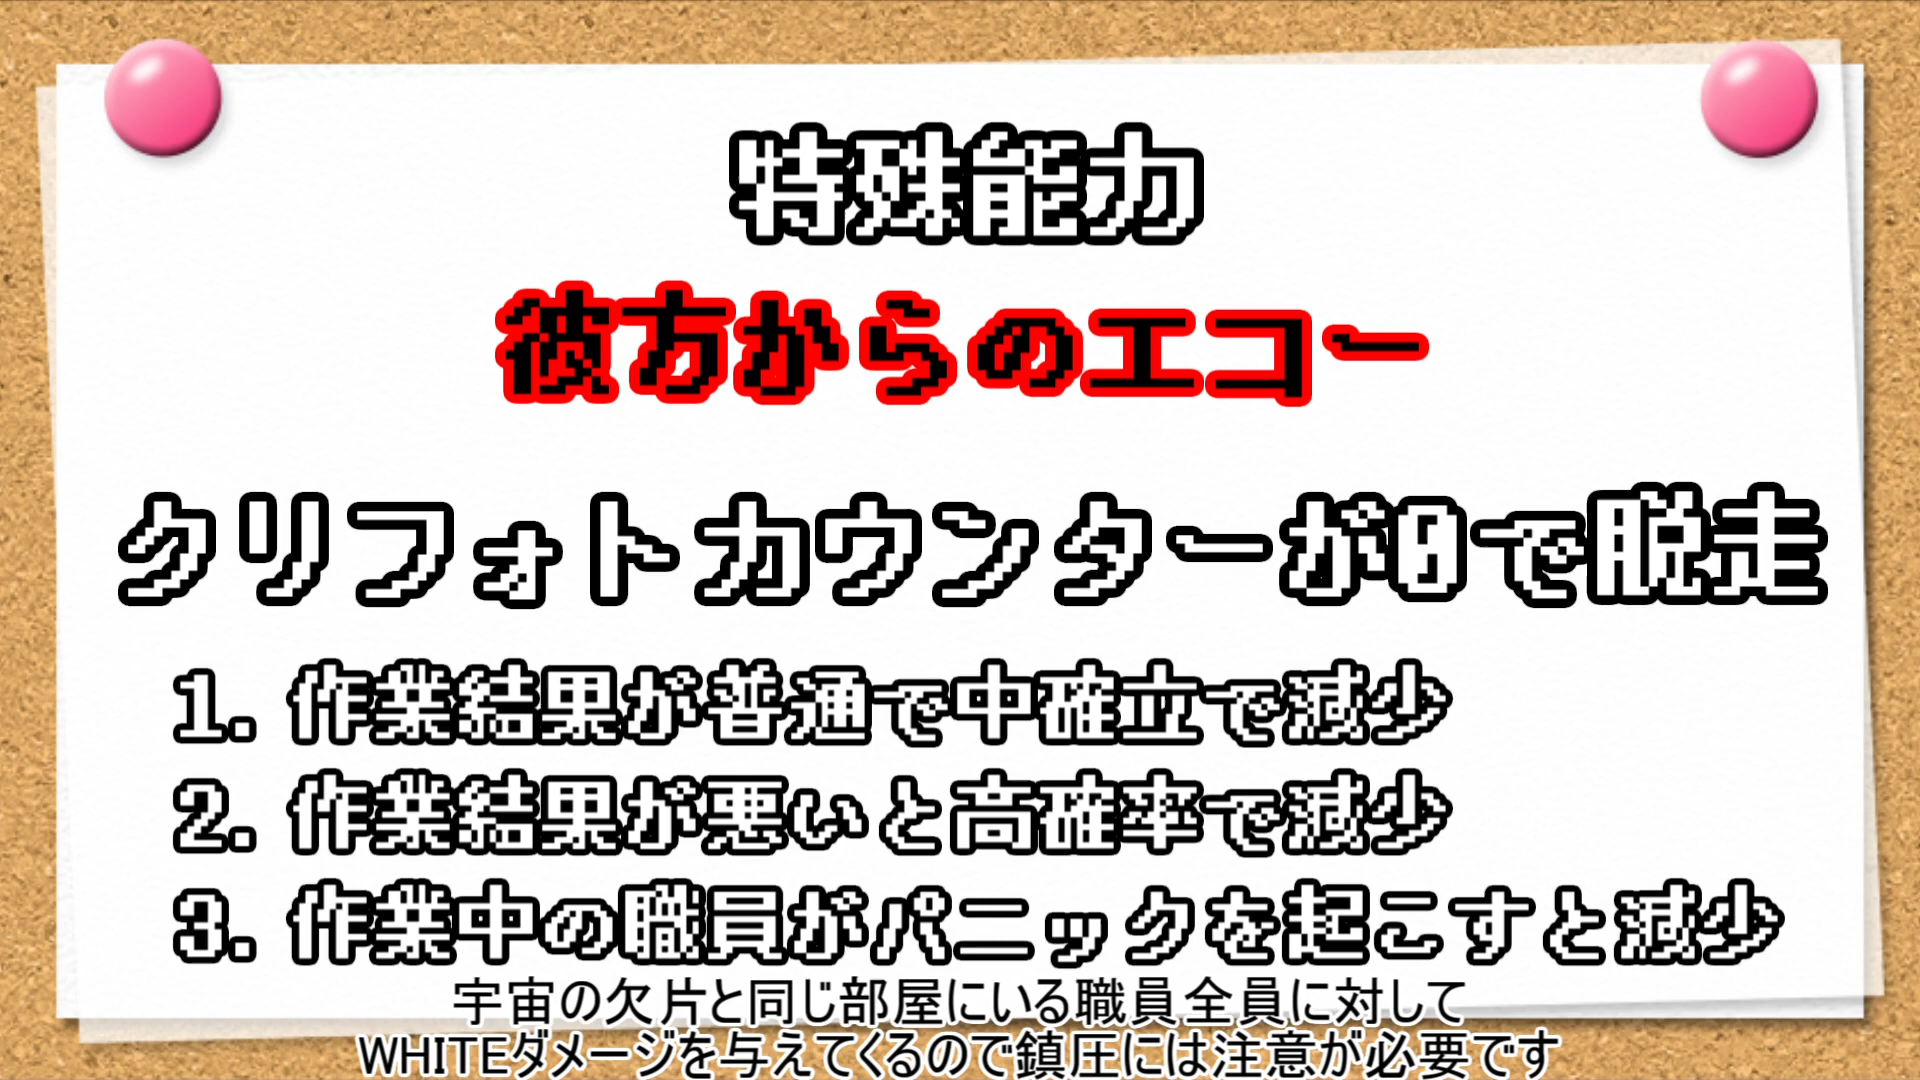 特殊能力
彼方からのエコー
クリフォトカウンターが0で脱走
1. 作業結果が普通で中確立で減少
2. 作業結果が悪いと高確率で減少
3. 作業中の職員がパニックを起こすと減少
宇宙の欠片と同じ部屋にいる職員全員に対して
WHITEダメージを与えてくるので鎮圧には注意が必要です